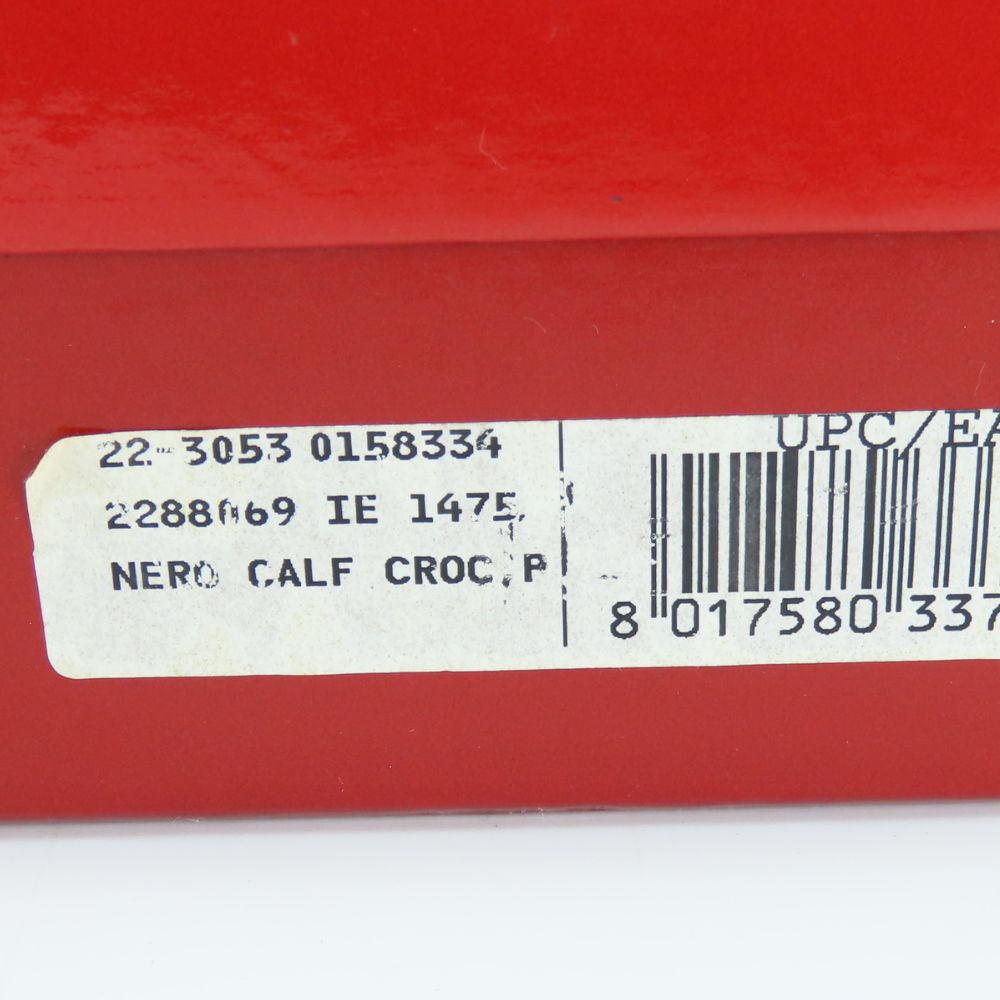 22-3053 0158334
2288069 IE 1475
NERO CALF CROC.P
UPC/EA
8 017580 337